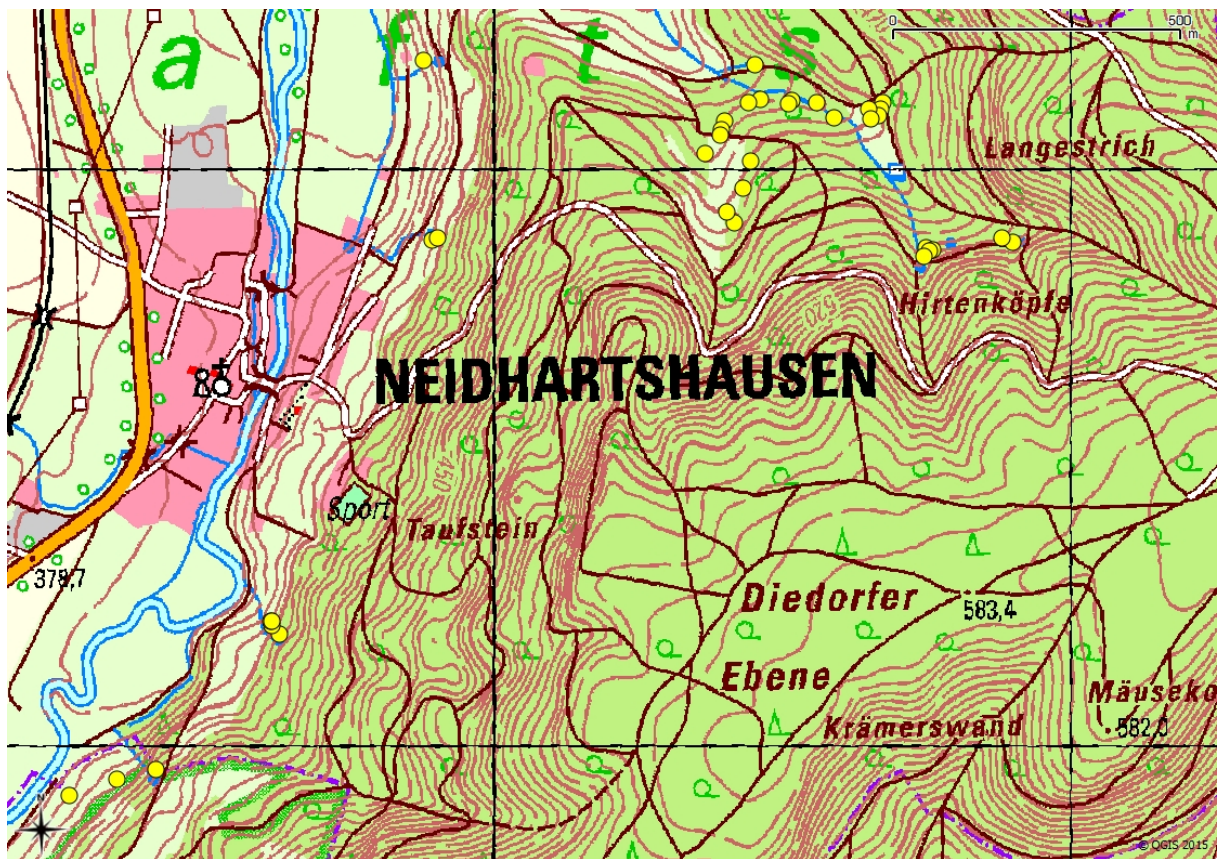 0 500
m
a r t s
Langestrich
Hirtenköpfe
520
NEIDHARTSHAUSEN
450
Sport
Taufstein
378,7
Diedorfer
583,4
Ebene
Mäuseko
Krämerswand
582,0
N
© QGIS 2015